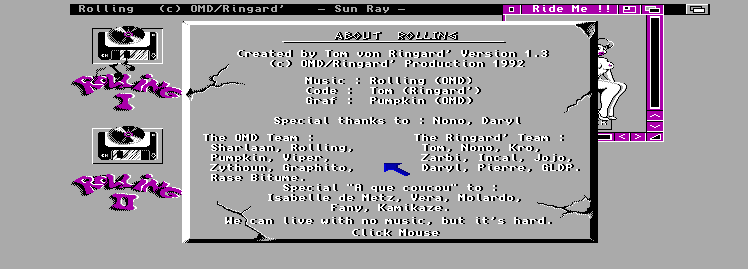 Rolling (c) OMD/Ringard' - Sun Ray -
Ride Me !!
ABOUT ROLLING
Created by Tom von Ringard' Version 1.3
(c) OMD/Ringard' Production 1992
Music : Rolling (OMD)
Code : Tom (Ringard')
Graf : Pumpkin (OMD)
Special thanks to : Nono, Daryl
The OMD Team :
Sharlaan, Rolling,
Pumpkin, Viper,
Zythoun, Graphito,
Rase Bitume.
The Ringard' Team :
Tom, Nono, Kro,
Zarbi, Incal, Jojo,
Daryl, Pierre, GLDP.
Special "A que coucou" to :
Isabelle de Metz, Vera, Molardo,
Fany, Kamikaze.
We can live with no music, but it's hard.
Click Mouse
ROLLING
I
ROLLING
II